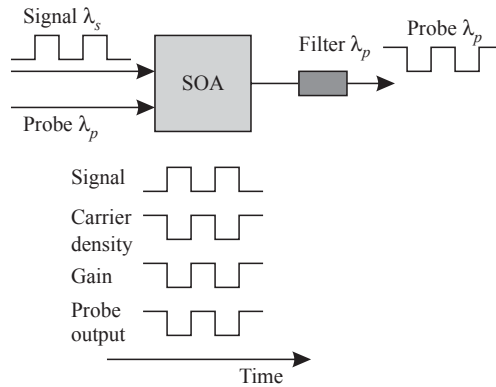 Signal λs
Probe λp
SOA
Filter λp
Probe λp
Signal
Carrier
density
Gain
Probe
output
Time